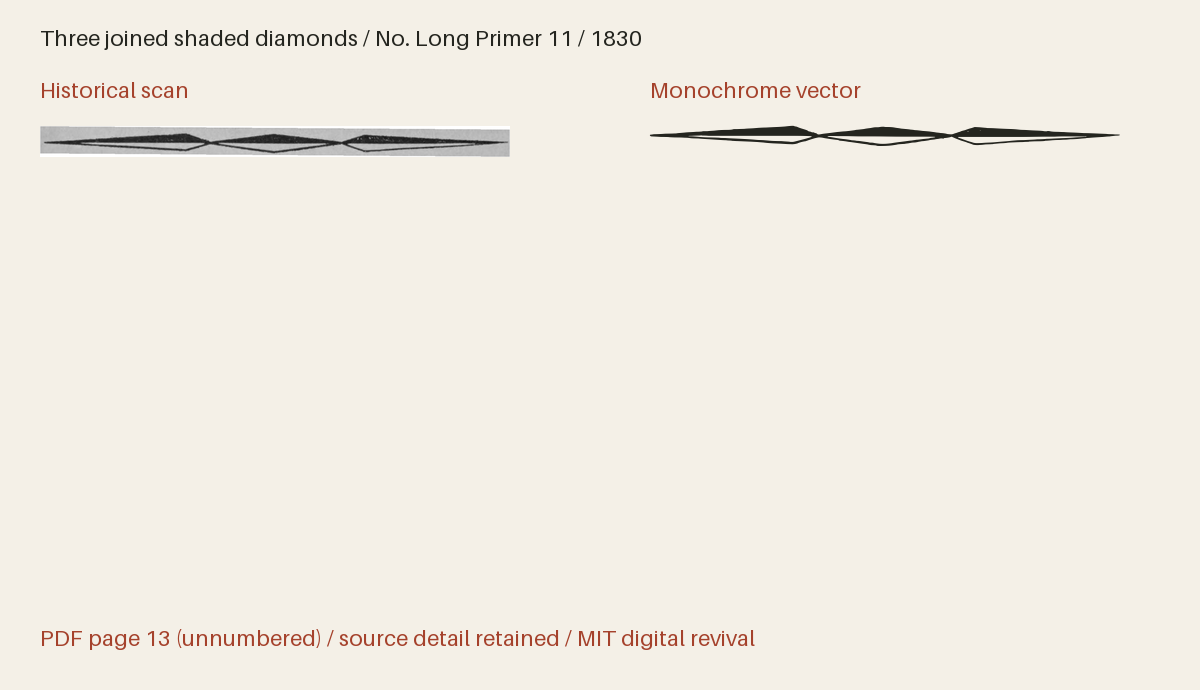 Three joined shaded diamonds / No. Long Primer 11 / 1830
Historical scan
Monochrome vector
PDF page 13 (unnumbered) / source detail retained / MIT digital revival